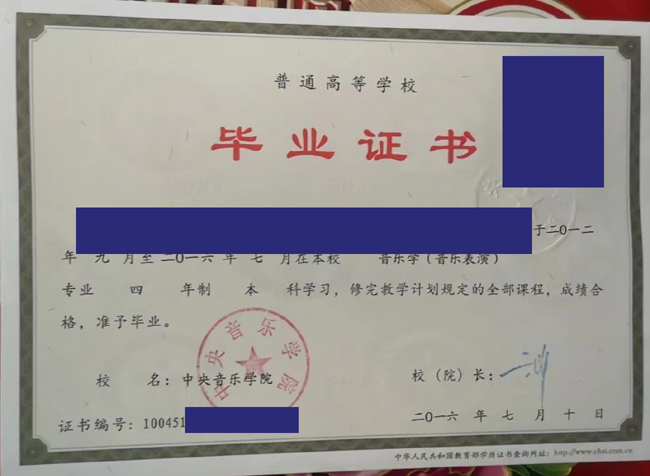 普通高等学校
毕业证书
于二〇一二
年 九 月至 二〇一六 年 七 月在本校 音乐学(音乐表演)
专业 四 年制 本 科学习，修完教学计划规定的全部课程，成绩合
格，准予毕业。
中央音乐学院
校 名：中央音乐学院 校（院）长：
证书编号：100451 二〇一六 年 七 月 十 日
中华人民共和国教育部学历证书查询网址：http://www.chsi.com.cn